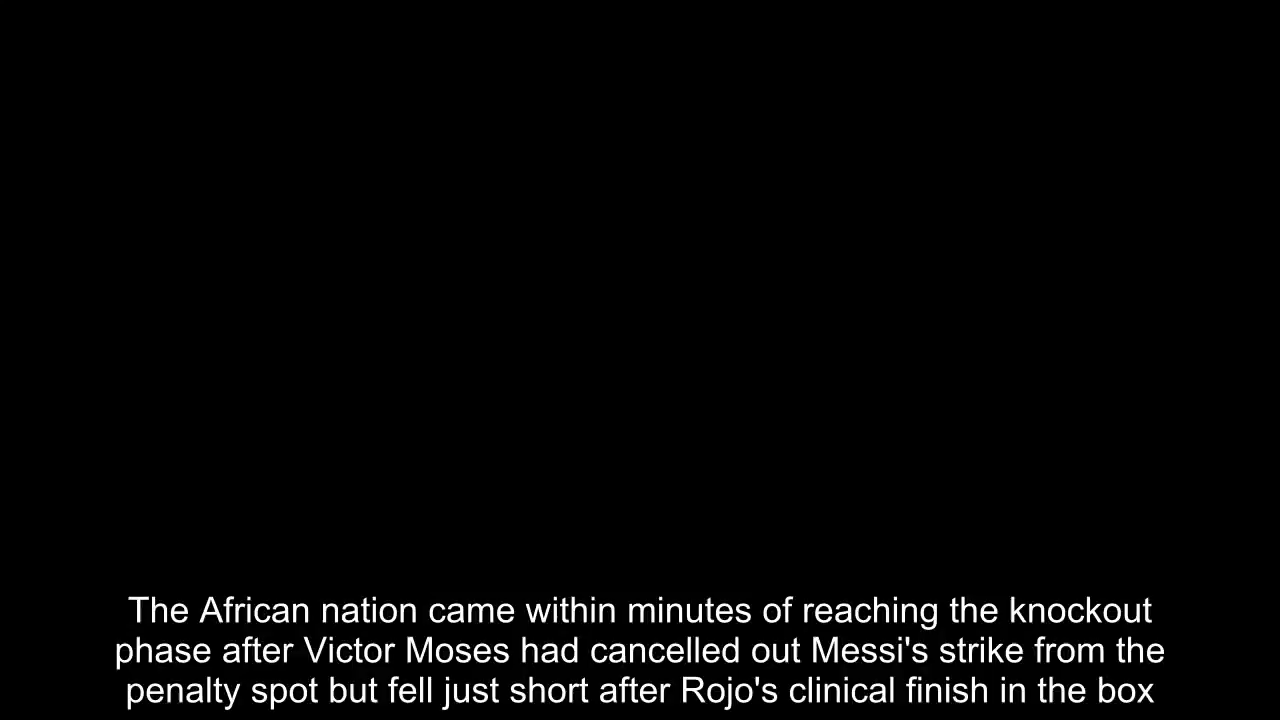 The African nation came within minutes of reaching the knockout
phase after Victor Moses had cancelled out Messi's strike from the
penalty spot but fell just short after Rojo's clinical finish in the box